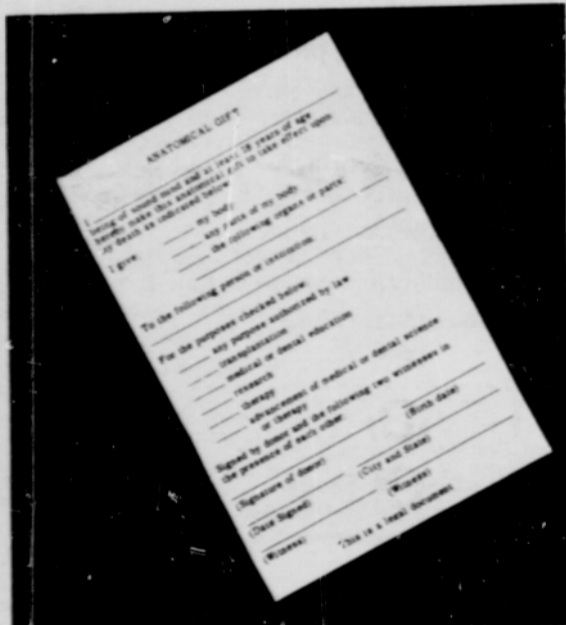 ANATOMICAL GIFT
I
being of sound mind and at least 18 years of age
hereby make this anatomical gift to take effect upon
my death as indicated below
I give: my body
any parts of my body
the following organs or parts:
To the following person or institution:
For the purposes checked below:
any purpose authorized by law
transplantation
medical or dental education
research
therapy
advancement of medical or dental science
or therapy
Signed by donor and the following two witnesses in
the presence of each other.
(Signature of donor) (Birth date)
(Date Signed) (City and State)
(Witness) (Witness)
This is a legal document